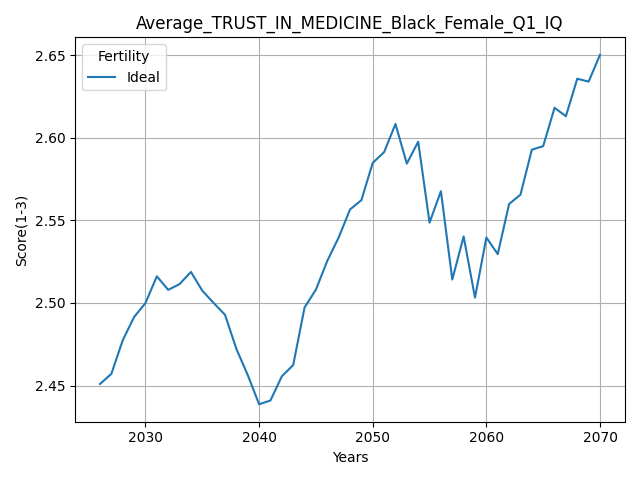 Average_TRUST_IN_MEDICINE_Black_Female_Q1_IQ
Fertility
Ideal
Score(1-3)
2.65
2.60
2.55
2.50
2.45
2030 2040 2050 2060 2070
Years